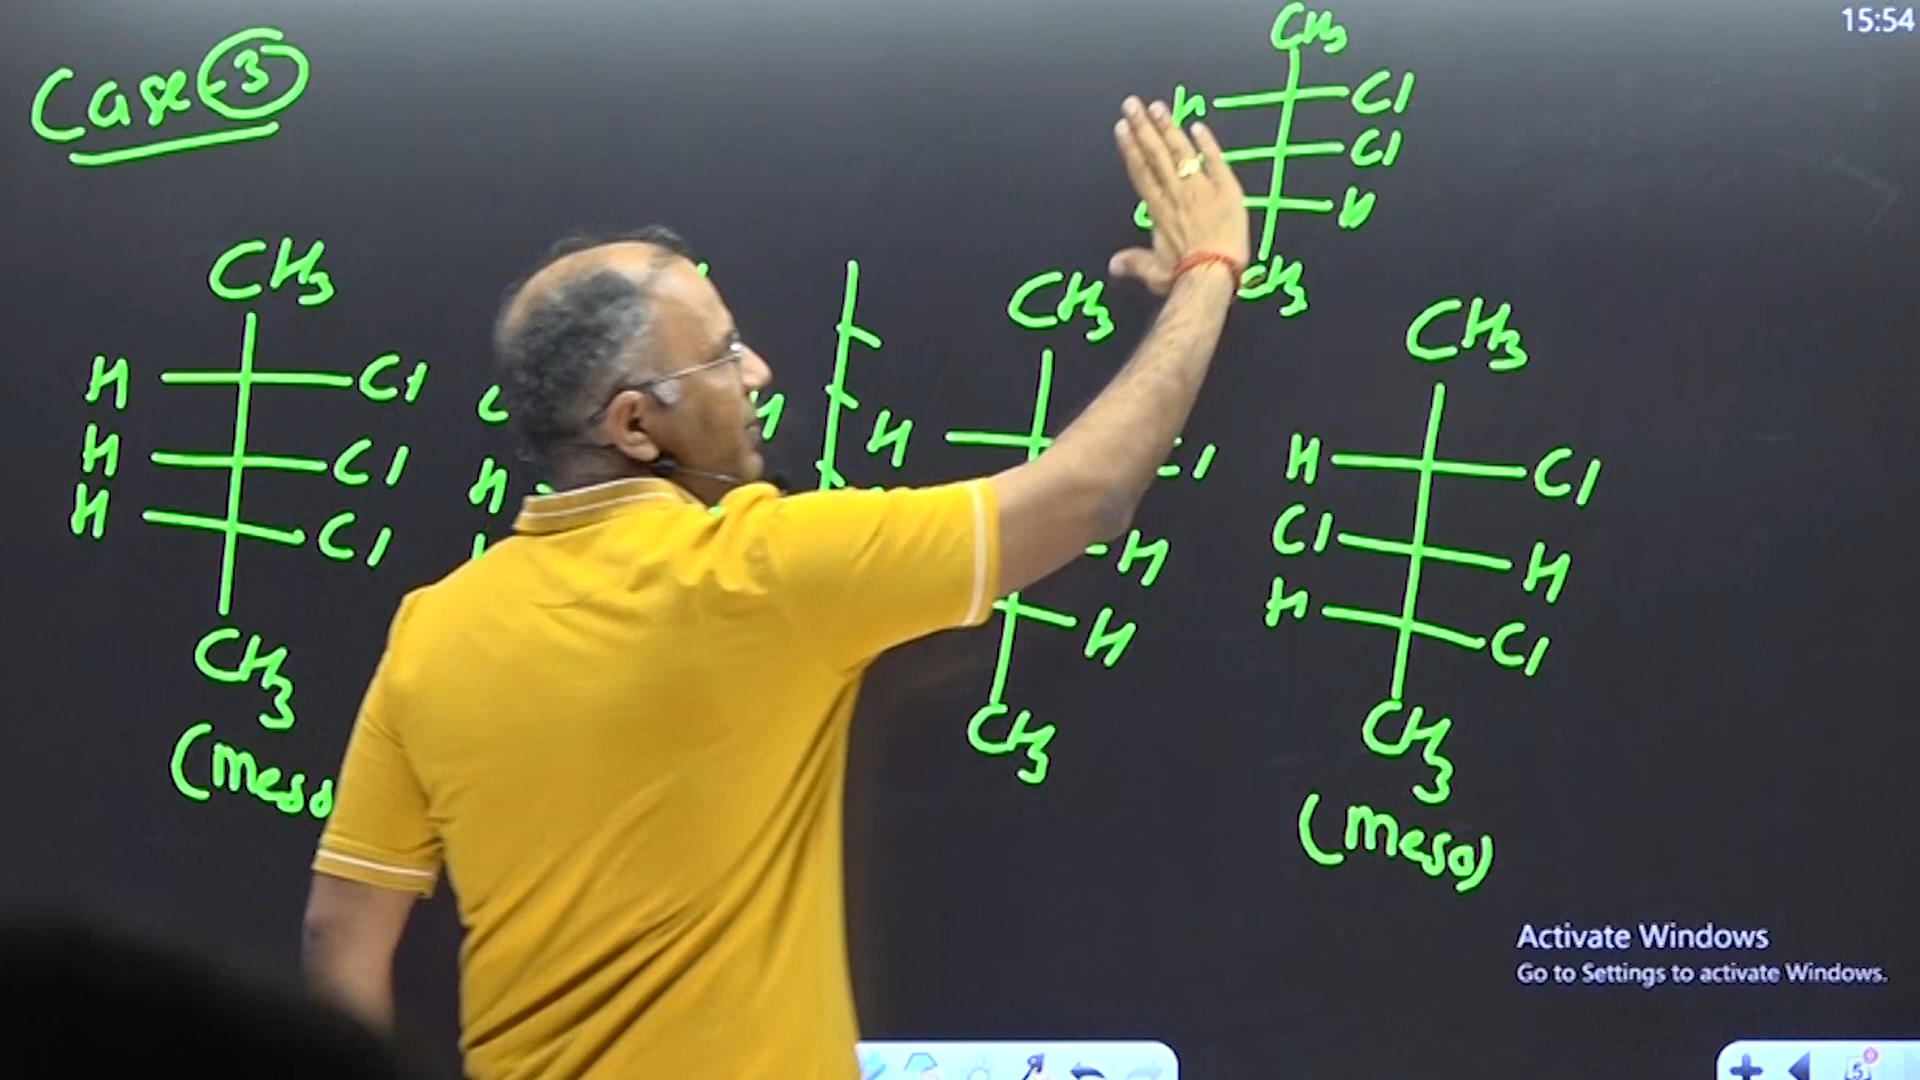 15:54
Case-3
CH3
H Cl
Cl
H
CH3
CH3
H Cl
H Cl
H Cl
CH3
(meso
H
H
CH3
H Cl
H
H
CH3
CH3
H Cl
Cl H
H Cl
CH3
(meso)
Activate Windows
Go to Settings to activate Windows.